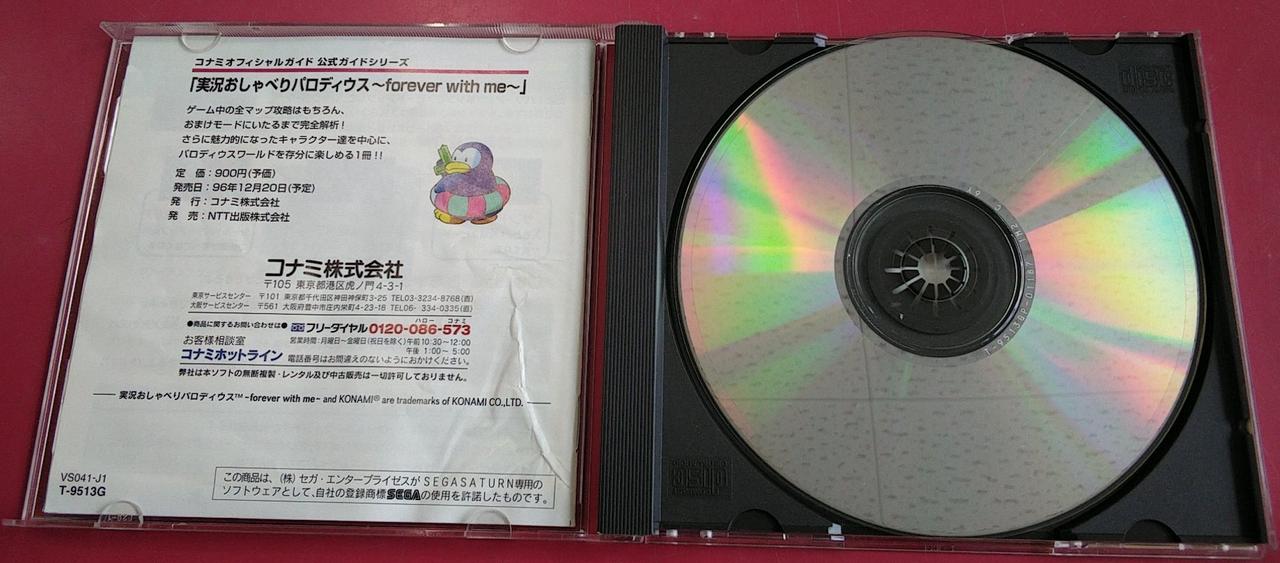 コナミオフィシャルガイド 公式ガイドシリーズ
「実況おしゃべりパロディウス〜forever with me〜」
ゲーム中の全マップ攻略はもちろん、
おまけモードにいたるまで完全解析!
さらに魅力的になったキャラクター達を中心に、
パロディウスワールドを存分に楽しめる1冊!!
定 価:900円(予価)
発売日:96年12月20日(予定)
発 行:コナミ株式会社
発 売:NTT出版株式会社
コナミ株式会社
〒105 東京都港区虎ノ門4-3-1
東京サービスセンター 〒101 東京都千代田区神田神保町3-25 TEL03-3234-8768(直)
大阪サービスセンター 〒561 大阪府豊中市庄内栄町4-23-18 TEL06- 334-0335(直)
ハロー コナミ
●商品に関するお問い合わせは● フリーダイヤル 0120-086-573
お客様相談室 営業時間:月曜日〜金曜日(祝日を除く)午前10:30〜12:00
午後 1:00〜 5:00
コナミホットライン 電話番号はお間違えのないようにおかけください。
弊社は本ソフトの無断複製・レンタル及び中古販売は一切許可しておりません。
実況おしゃべりパロディウス™ ~forever with me~ and KONAMI® are trademarks of KONAMI CO.,LTD.
VS041-J1
T-9513G
この商品は、(株)セガ・エンタープライゼスがSEGASATURN専用の
ソフトウェアとして、自社の登録商標SEGAの使用を許諾したものです。
disc
disc